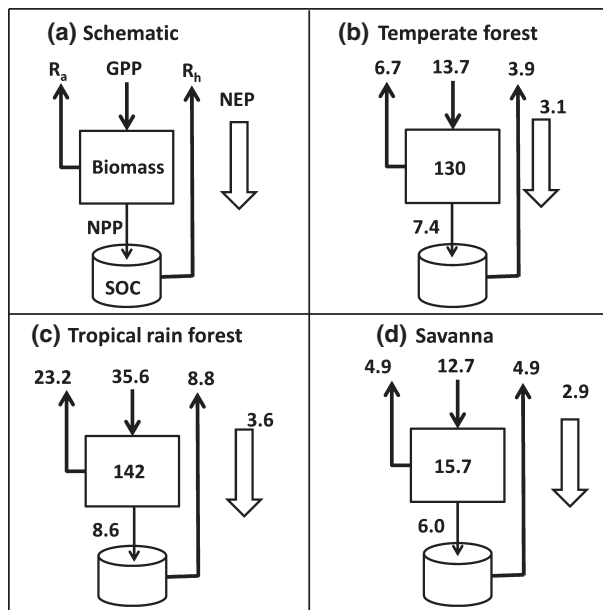 (a) Schematic
Ra GPP Rh
NEP
Biomass
NPP
SOC
(b) Temperate forest
6.7 13.7 3.9
3.1
130
7.4
(c) Tropical rain forest
23.2 35.6 8.8
3.6
142
8.6
(d) Savanna
4.9 12.7 4.9
2.9
15.7
6.0